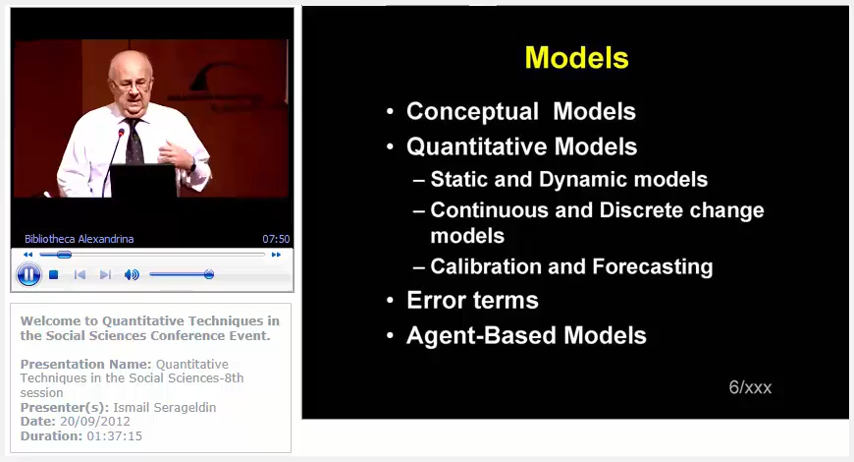 Models
• Conceptual Models
• Quantitative Models
– Static and Dynamic models
– Continuous and Discrete change
models
– Calibration and Forecasting
• Error terms
• Agent-Based Models
6/xxx
Bibliotheca Alexandrina 07:50
Welcome to Quantitative Techniques in
the Social Sciences Conference Event.
Presentation Name: Quantitative
Techniques in the Social Sciences-8th
session
Presenter(s): Ismail Serageldin
Date: 20/09/2012
Duration: 01:37:15